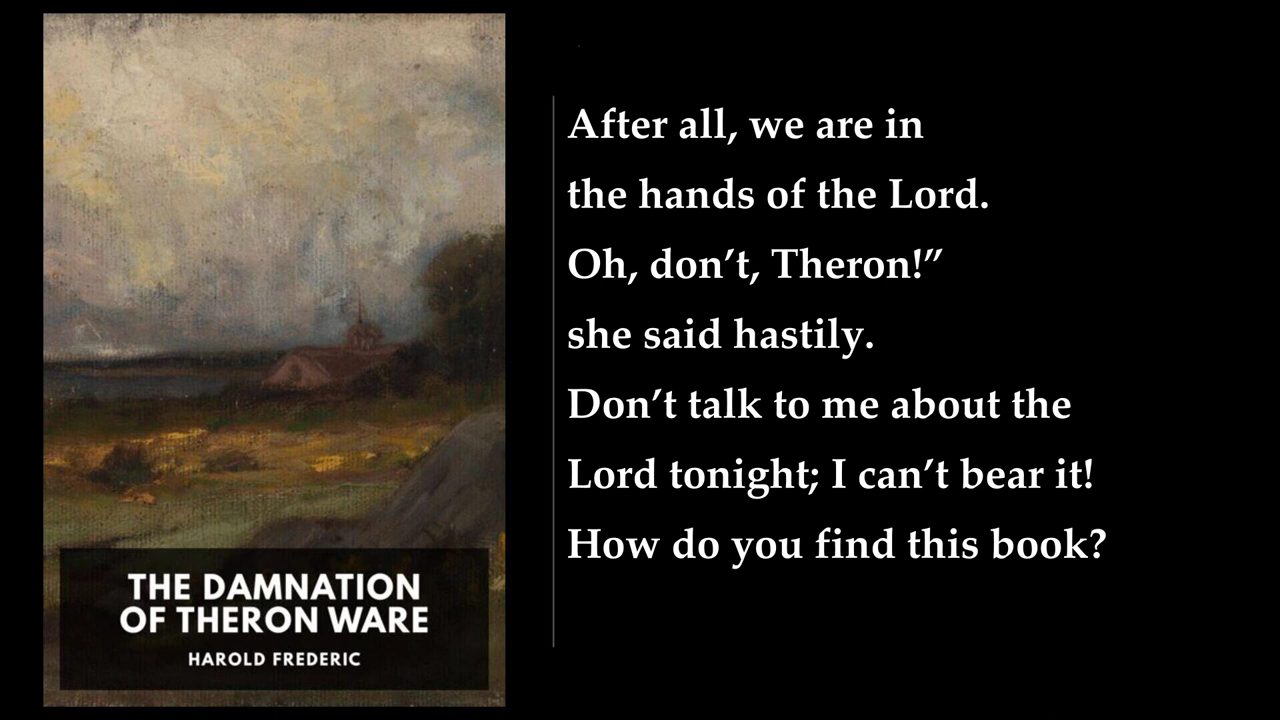 After all, we are in
the hands of the Lord.
Oh, don’t, Theron!”
she said hastily.
Don’t talk to me about the
Lord tonight; I can’t bear it!
How do you find this book?
THE DAMNATION
OF THERON WARE
HAROLD FREDERIC